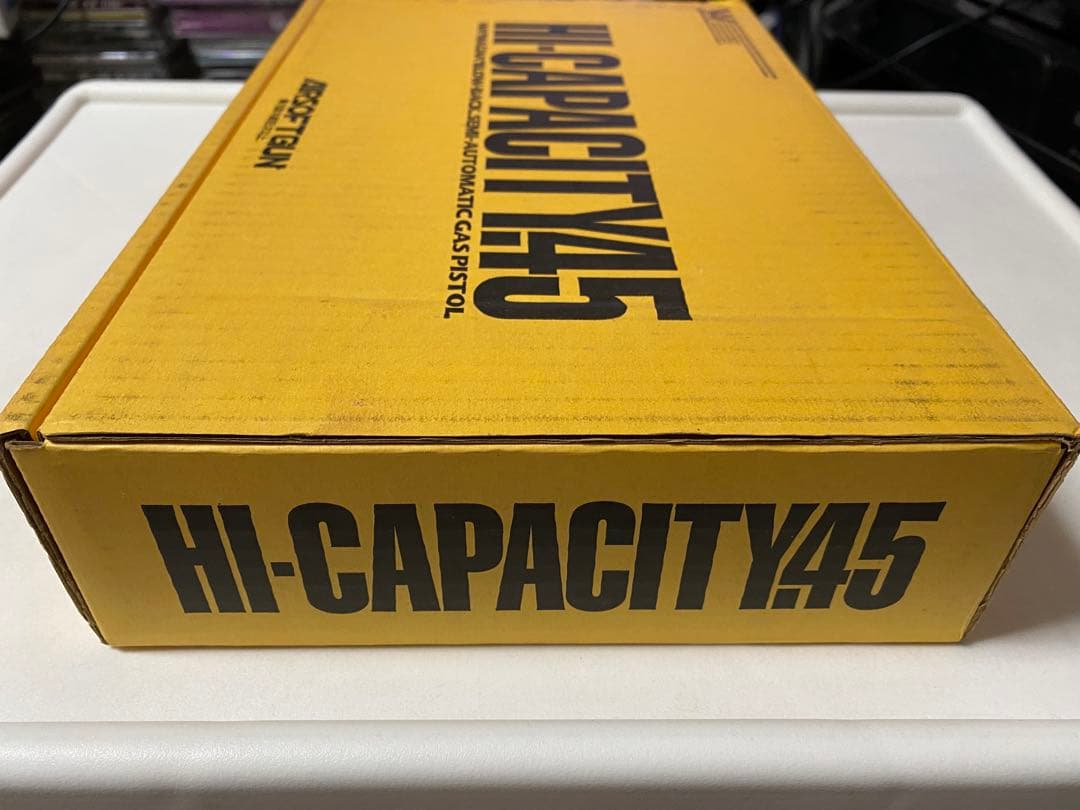 HI-CAPACITY.45
SEMI-AUTOMATIC GAS PISTOL
AIRSOFT GUN
HI-CAPACITY.45